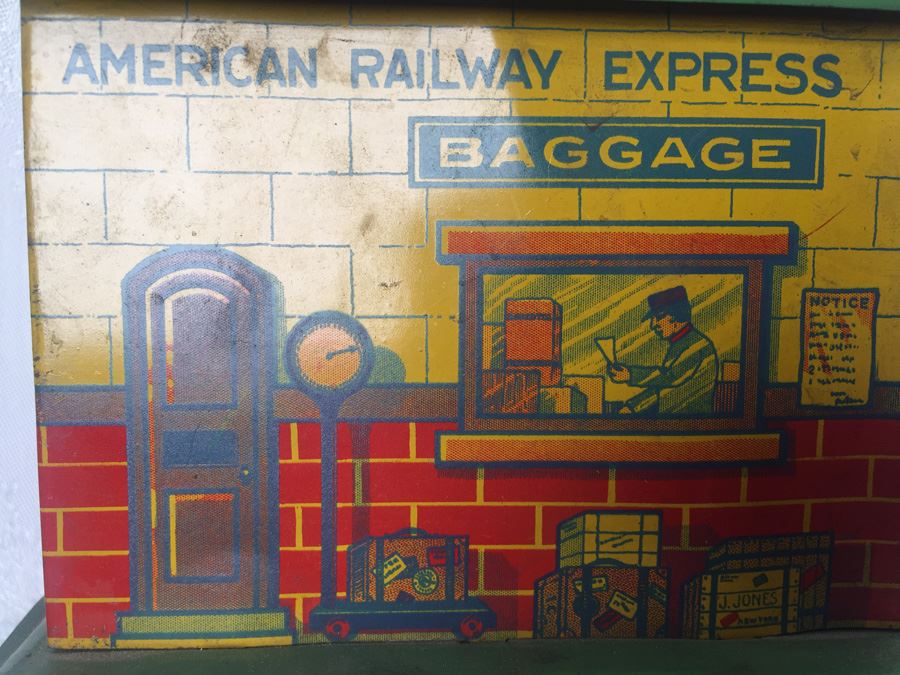 AMERICAN RAILWAY EXPRESS
BAGGAGE
NOTICE
J. JONES
NEW YORK